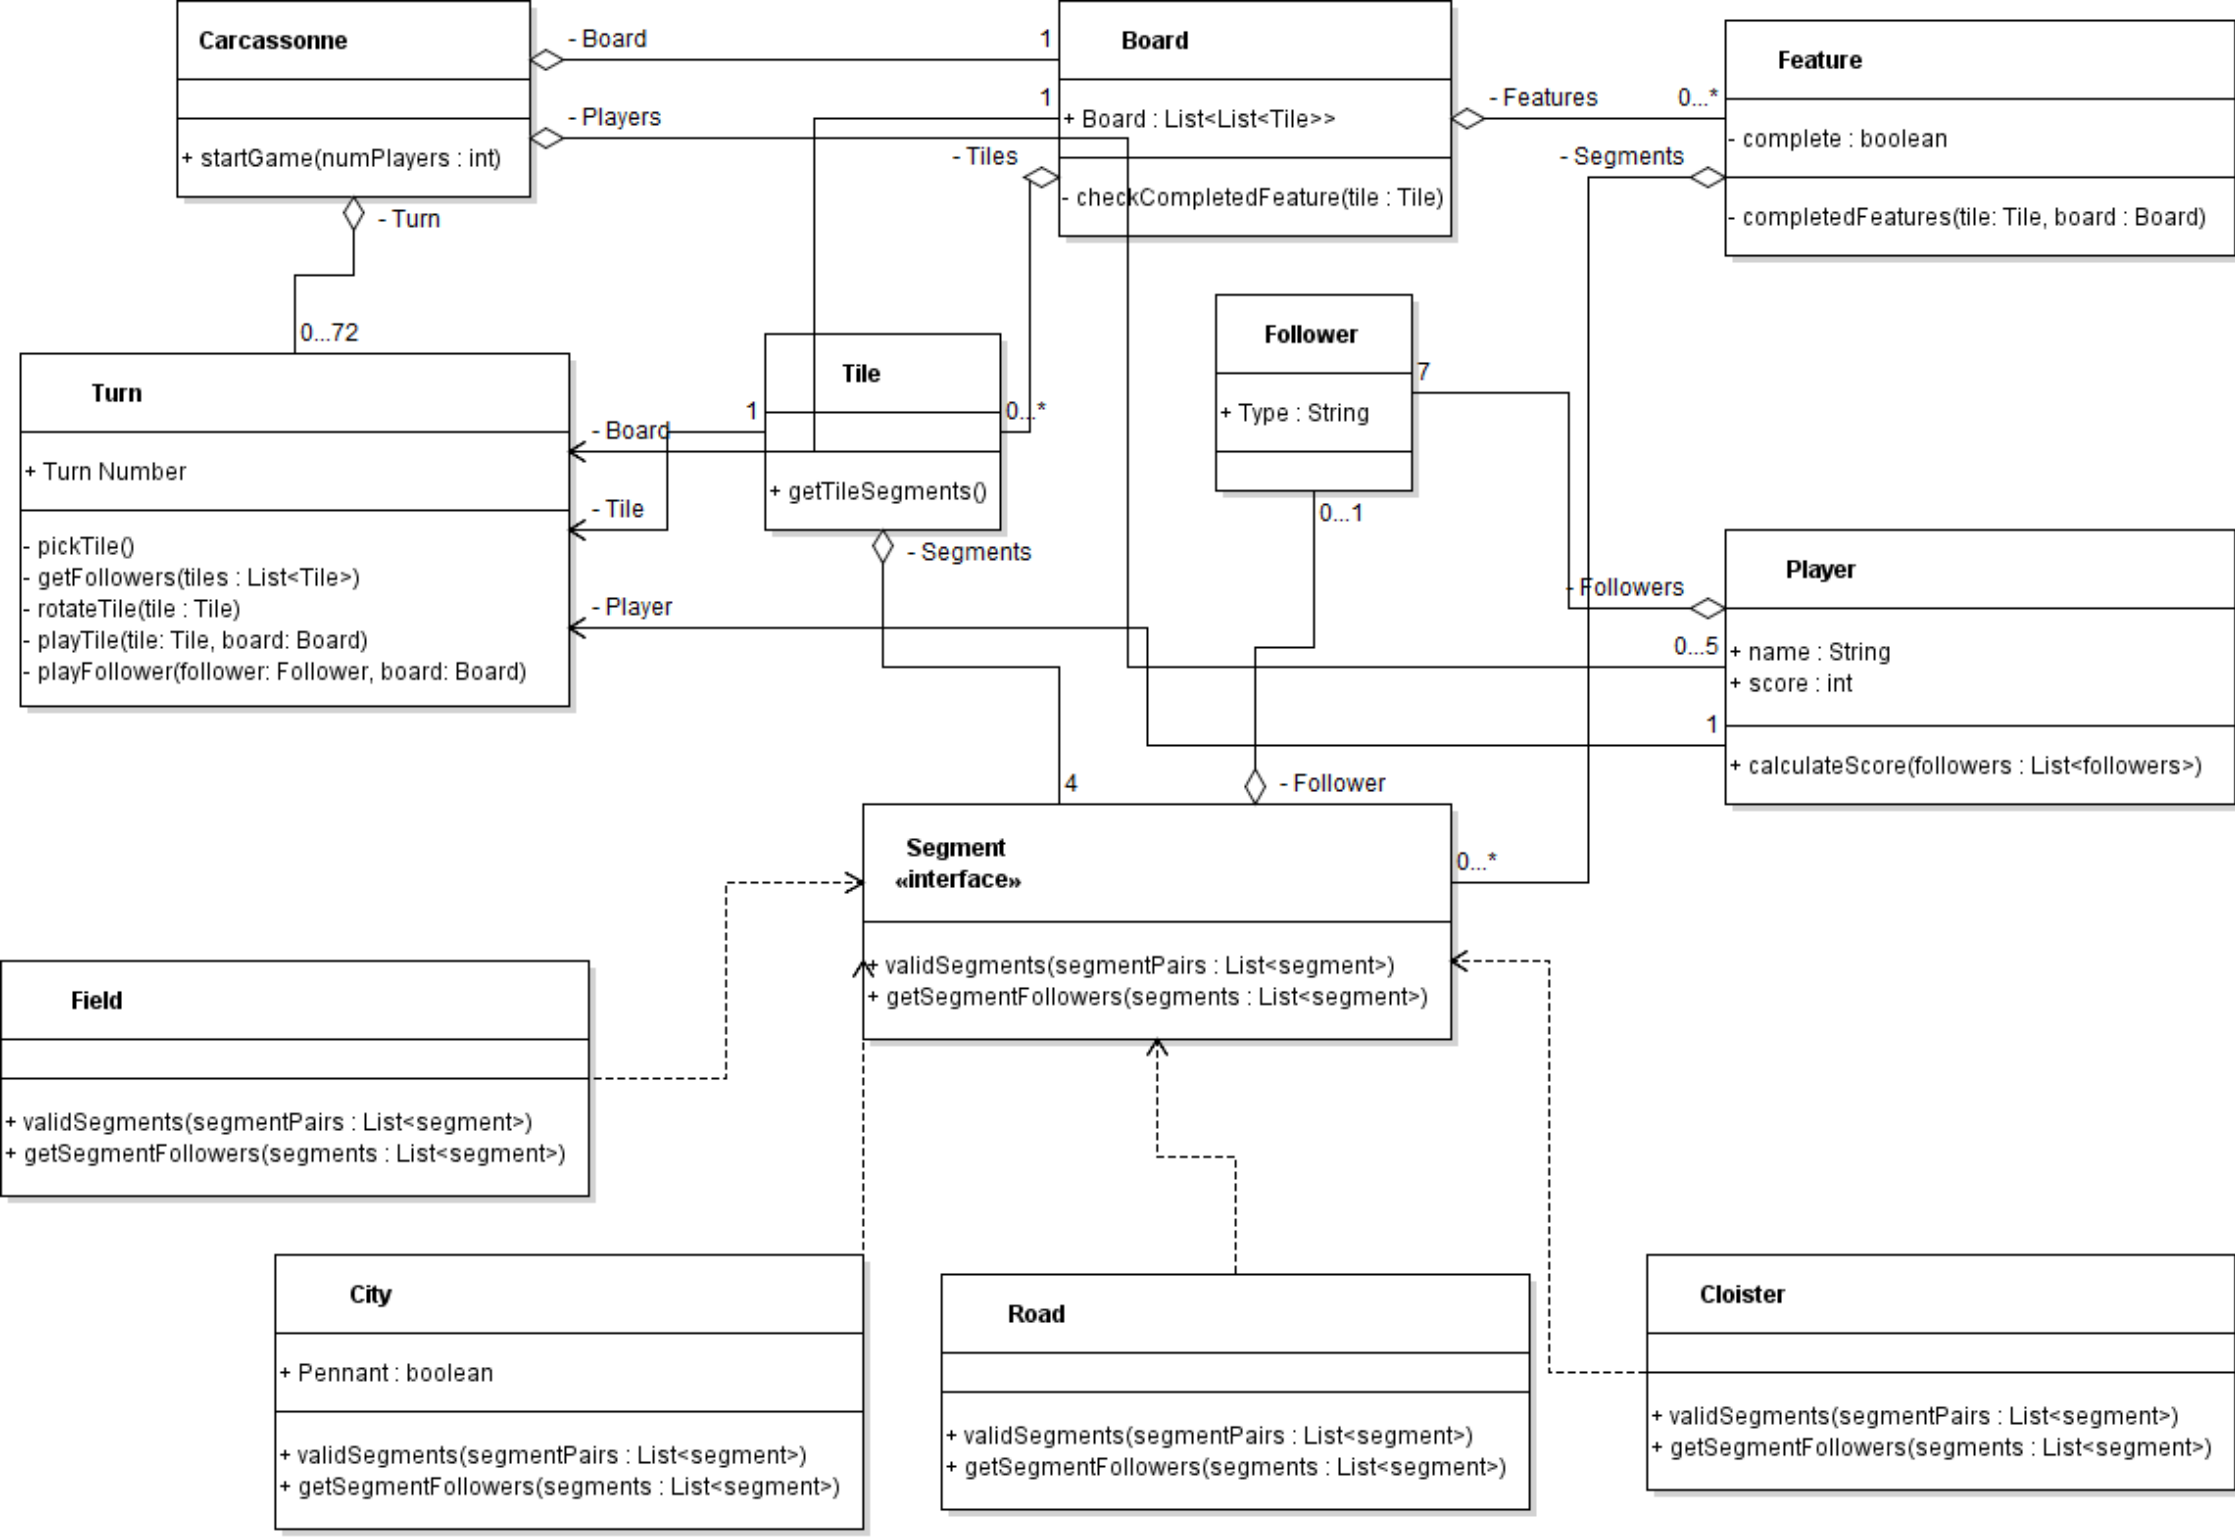 Carcassonne
+ startGame(numPlayers : int)
- Board
1
- Players
1
- Turn
0...72
Board
+ Board : List<List<Tile>>
- checkCompletedFeature(tile : Tile)
- Tiles
0...*
- Features
0...*
- Segments
Feature
- complete : boolean
- completedFeatures(tile: Tile, board : Board)
Turn
+ Turn Number
- pickTile()
- getFollowers(tiles : List<Tile>)
- rotateTile(tile : Tile)
- playTile(tile: Tile, board: Board)
- playFollower(follower: Follower, board: Board)
- Board
1
- Tile
- Player
Tile
+ getTileSegments()
- Segments
4
Follower
+ Type : String
7
0...1
- Followers
0...5
1
Player
+ name : String
+ score : int
+ calculateScore(followers : List<followers>)
- Follower
Segment
«interface»
+ validSegments(segmentPairs : List<segment>)
+ getSegmentFollowers(segments : List<segment>)
0...*
Field
+ validSegments(segmentPairs : List<segment>)
+ getSegmentFollowers(segments : List<segment>)
City
+ Pennant : boolean
+ validSegments(segmentPairs : List<segment>)
+ getSegmentFollowers(segments : List<segment>)
Road
+ validSegments(segmentPairs : List<segment>)
+ getSegmentFollowers(segments : List<segment>)
Cloister
+ validSegments(segmentPairs : List<segment>)
+ getSegmentFollowers(segments : List<segment>)